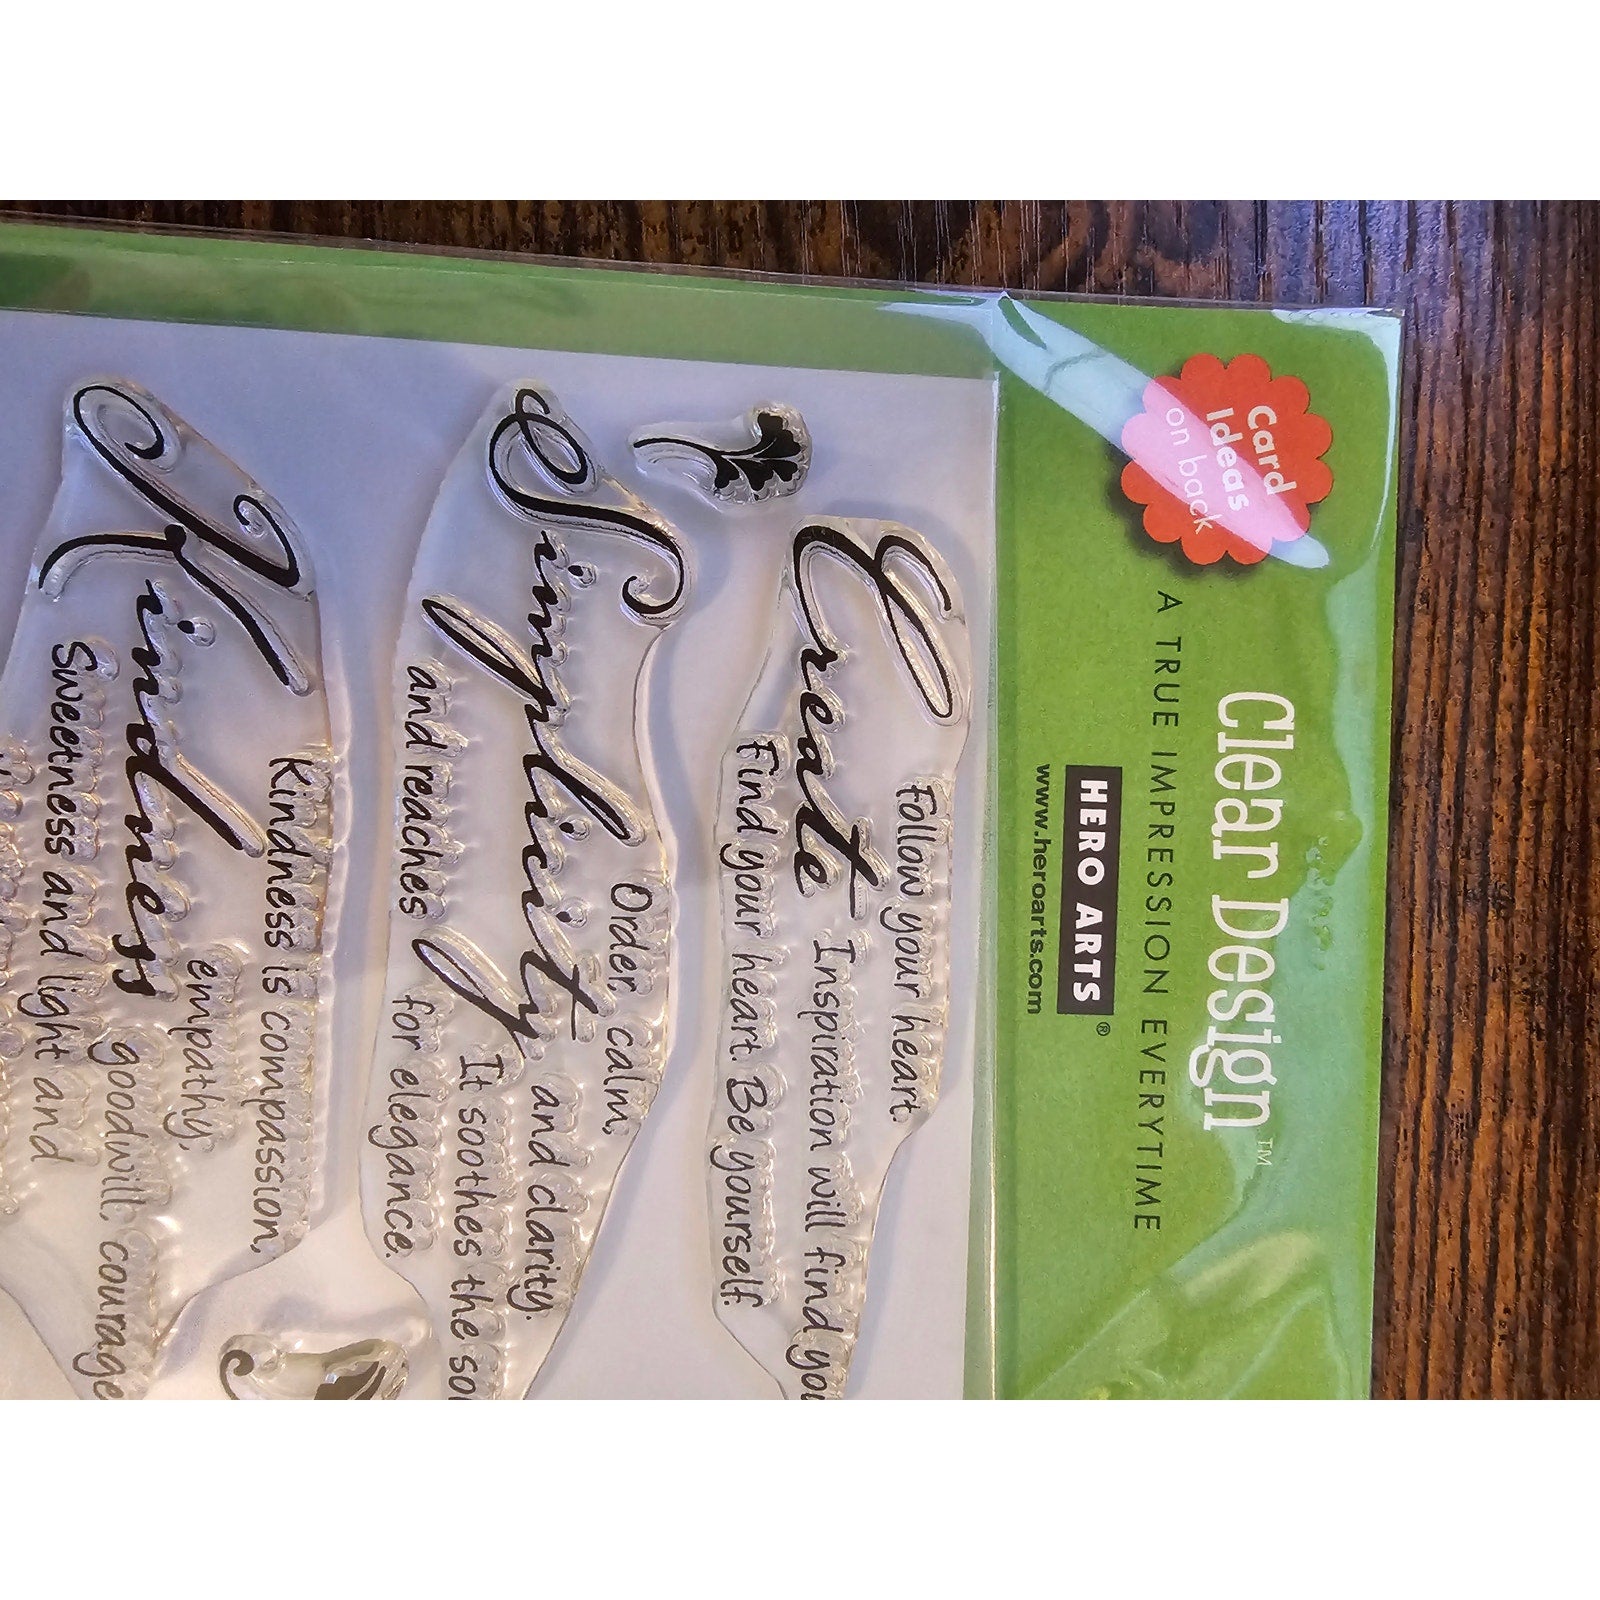 Card
Ideas
on back
Clear Design™
A TRUE IMPRESSION EVERYTIME
HERO ARTS®
www.heroarts.com
Follow your heart.
Create Inspiration will find you
Find your heart. Be yourself.
Order, calm,
Simplicity and clarity.
It soothes the
and reaches for elegance.
Kindness is compassion,
empathy,
Kindness goodwill, courage
Sweetness and light and